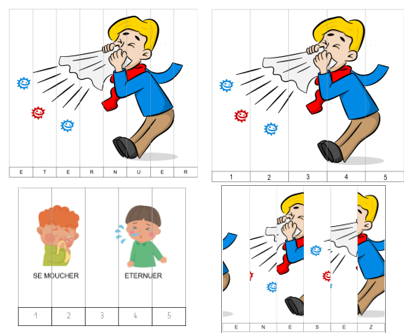 E T E R N U E R
1 2 3 4 5
SE MOUCHER ETERNUER
1 2 3 4 5
E N E S E Z